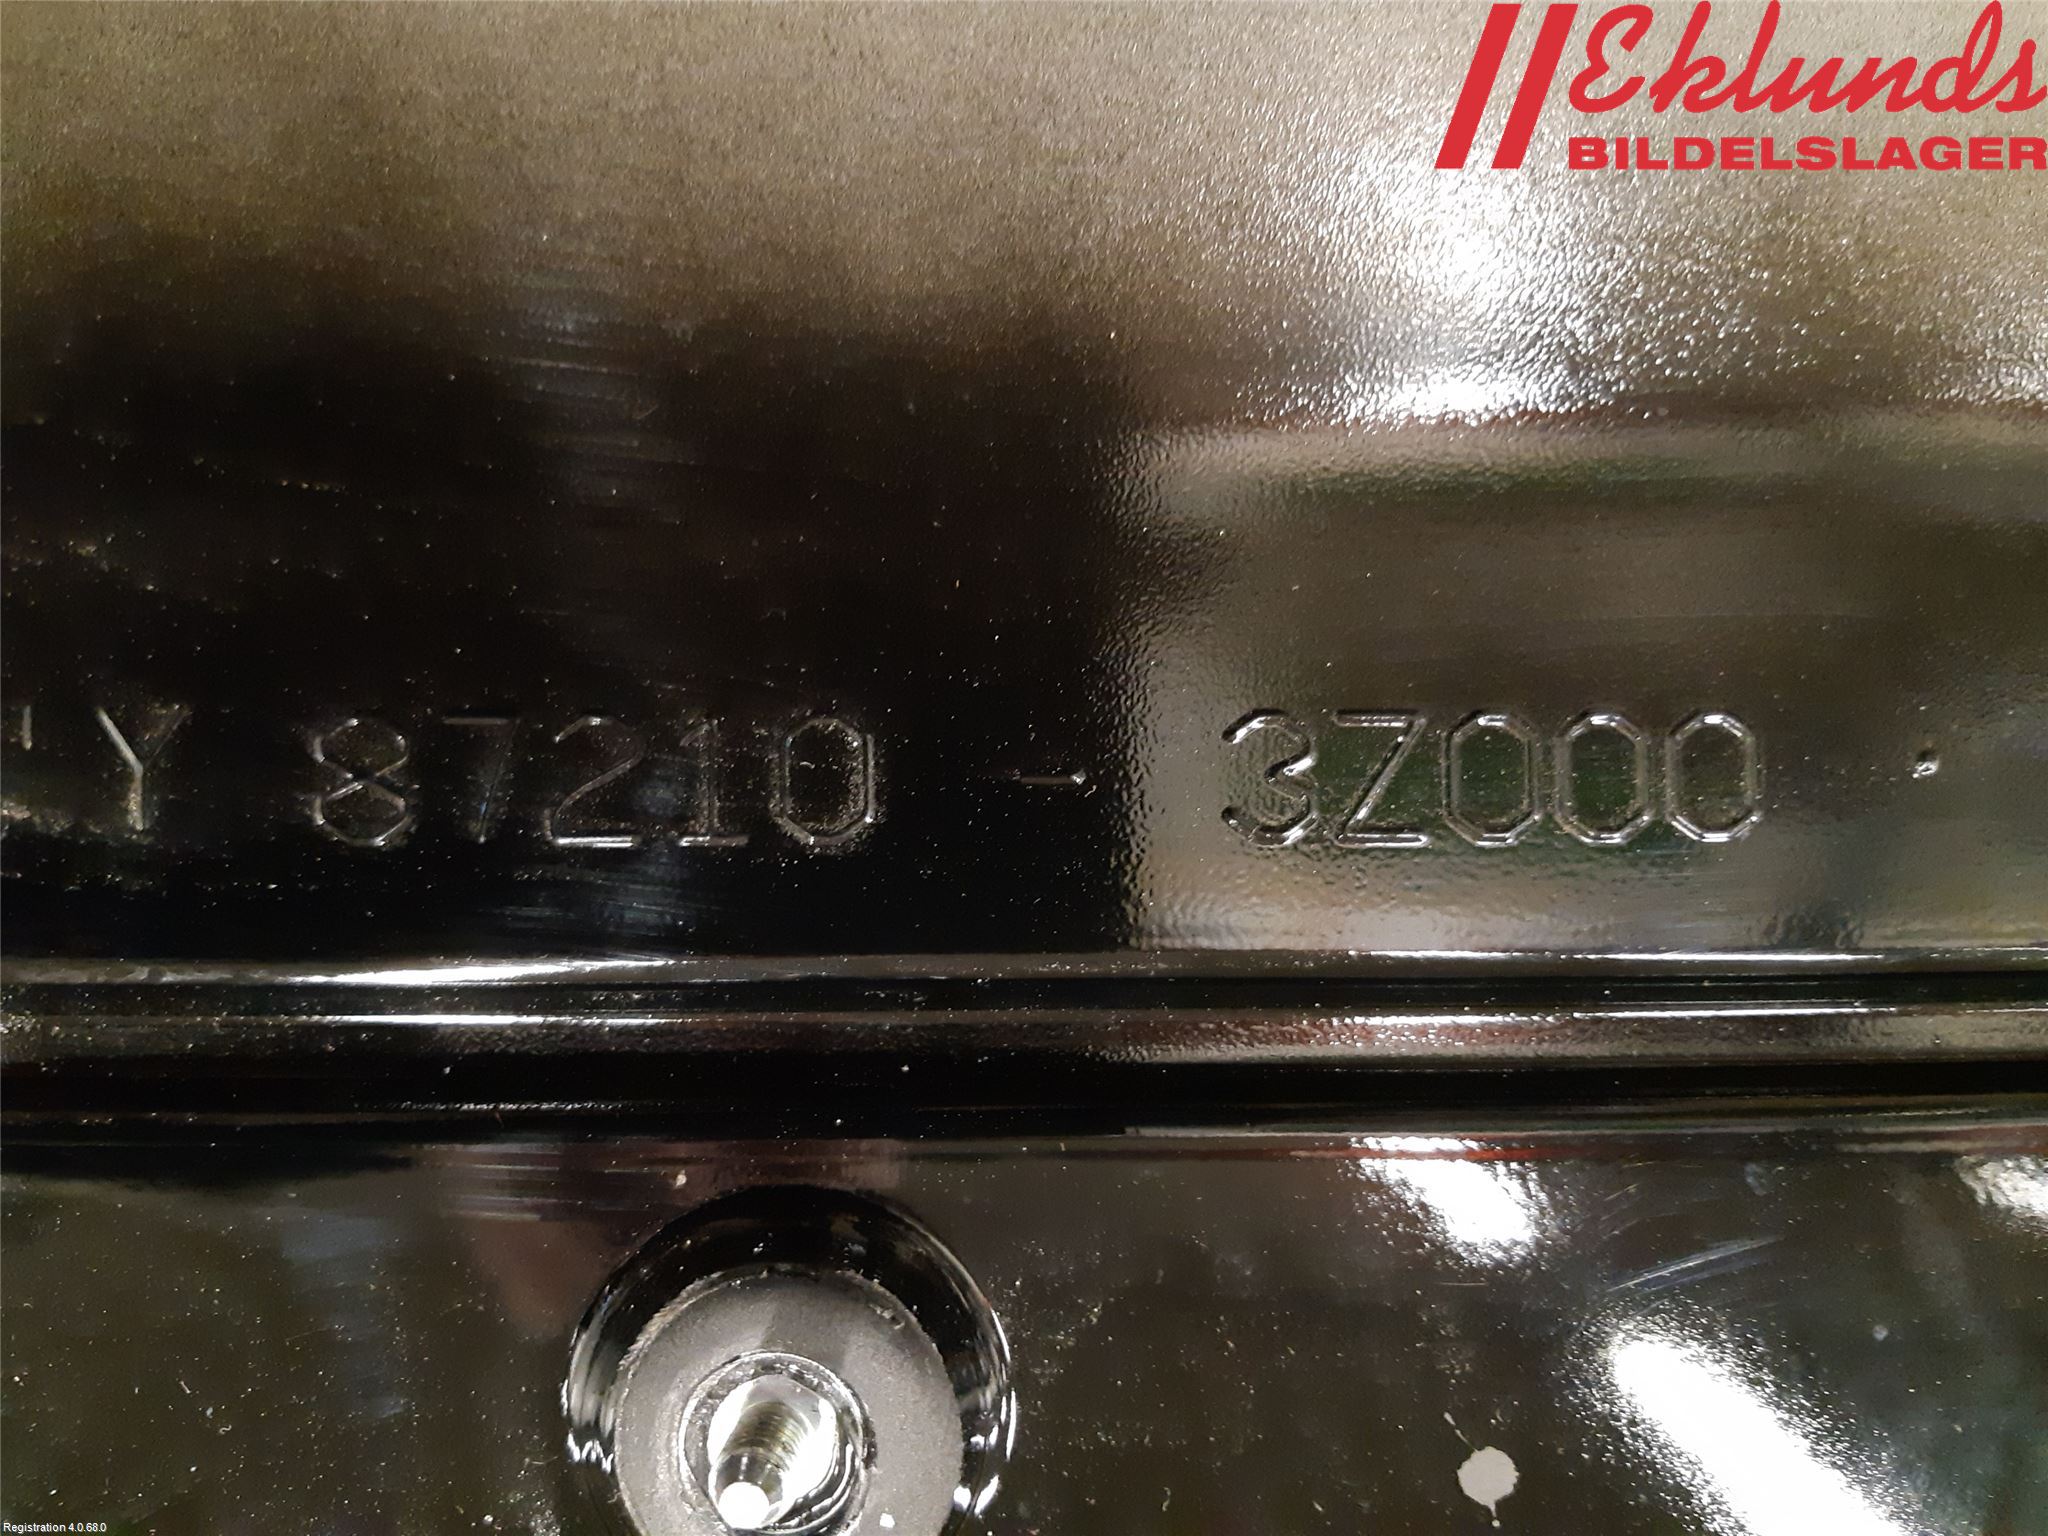 Eklunds
BILDELSLAGER
Y 87210 - 3Z000
Registration 4.0.68.0